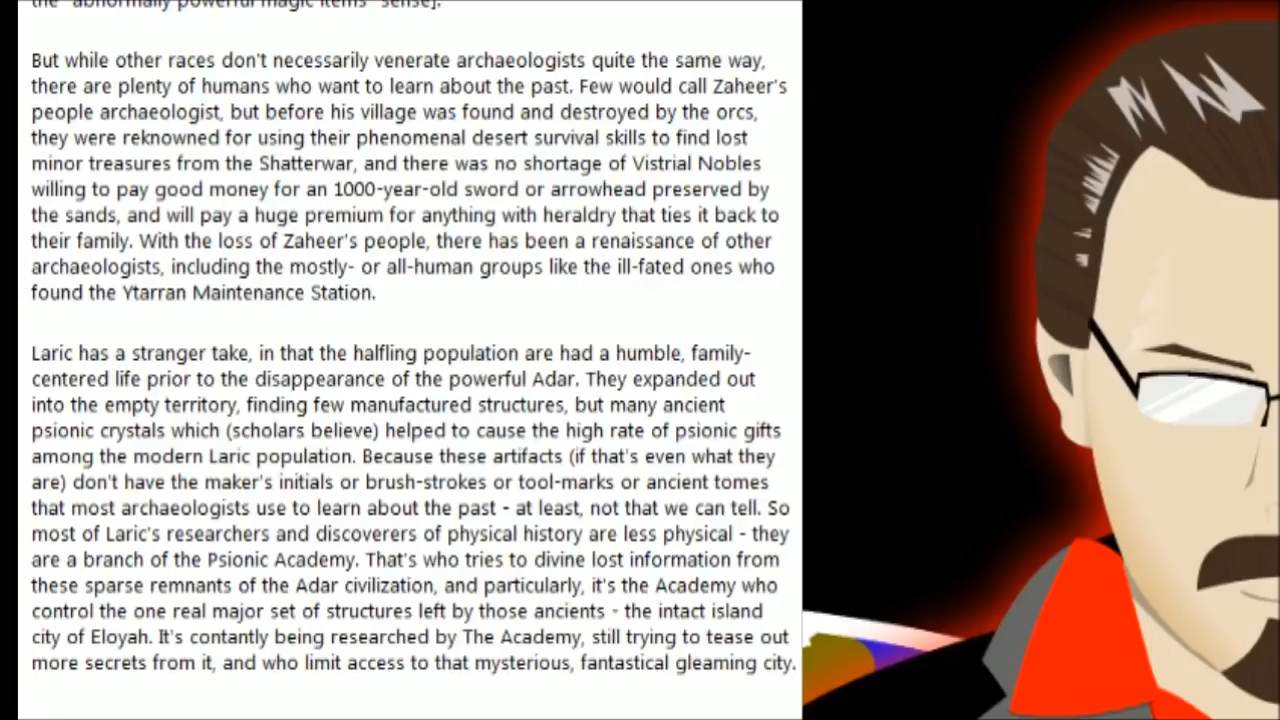 the "abnormally powerful magic items" sense].
But while other races don't necessarily venerate archaeologists quite the same way,
there are plenty of humans who want to learn about the past. Few would call Zaheer's
people archaeologist, but before his village was found and destroyed by the orcs,
they were reknowned for using their phenomenal desert survival skills to find lost
minor treasures from the Shatterwar, and there was no shortage of Vistrial Nobles
willing to pay good money for an 1000-year-old sword or arrowhead preserved by
the sands, and will pay a huge premium for anything with heraldry that ties it back to
their family. With the loss of Zaheer's people, there has been a renaissance of other
archaeologists, including the mostly- or all-human groups like the ill-fated ones who
found the Ytarran Maintenance Station.
Laric has a stranger take, in that the halfling population are had a humble, family-
centered life prior to the disappearance of the powerful Adar. They expanded out
into the empty territory, finding few manufactured structures, but many ancient
psionic crystals which (scholars believe) helped to cause the high rate of psionic gifts
among the modern Laric population. Because these artifacts (if that's even what they
are) don't have the maker's initials or brush-strokes or tool-marks or ancient tomes
that most archaeologists use to learn about the past - at least, not that we can tell. So
most of Laric's researchers and discoverers of physical history are less physical - they
are a branch of the Psionic Academy. That's who tries to divine lost information from
these sparse remnants of the Adar civilization, and particularly, it's the Academy who
control the one real major set of structures left by those ancients - the intact island
city of Eloyah. It's contantly being researched by The Academy, still trying to tease out
more secrets from it, and who limit access to that mysterious, fantastical gleaming city.